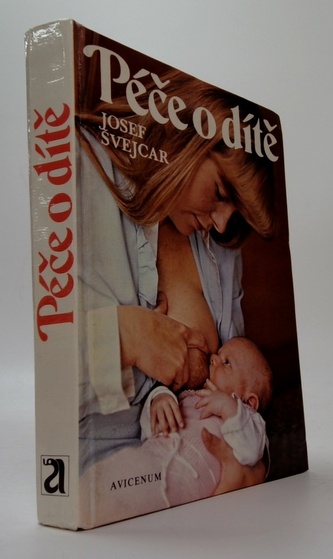 Péče o dítě
JOSEF
ŠVEJCAR
AVICENUM
Péče o dítě
a